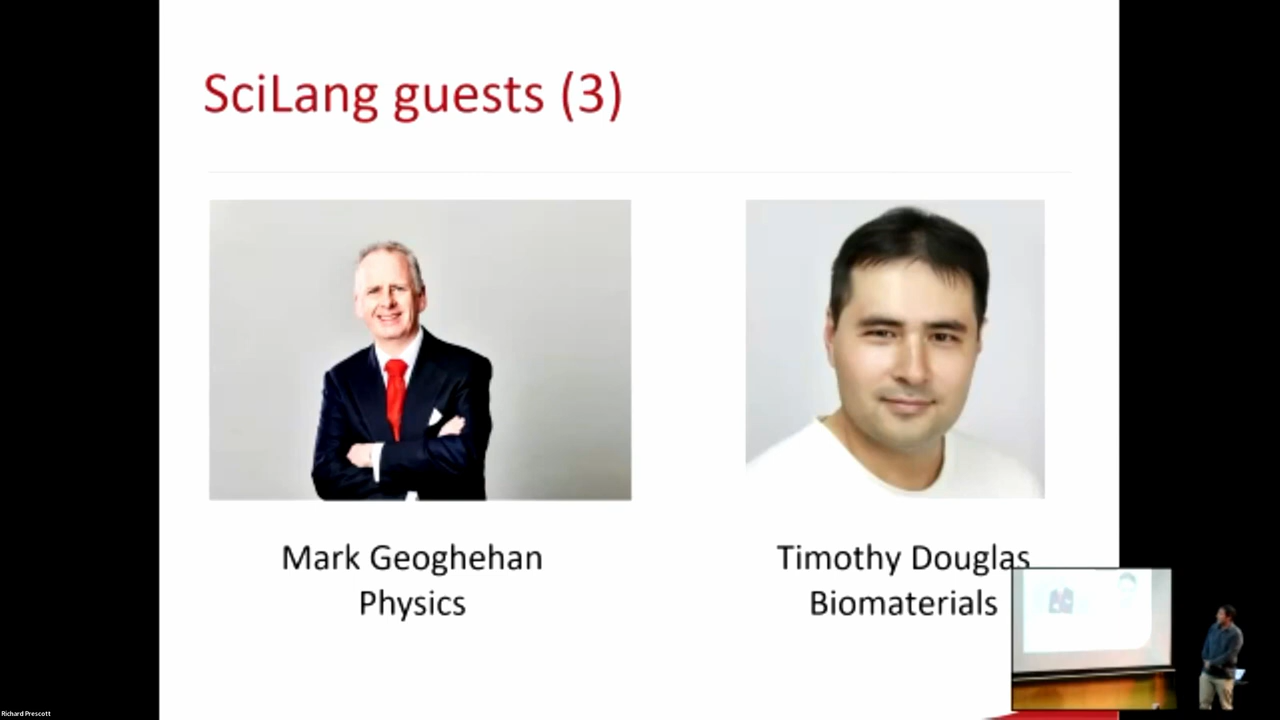 SciLang guests (3)
Mark Geoghehan
Physics
Timothy Douglas
Biomaterials
Richard Prescott